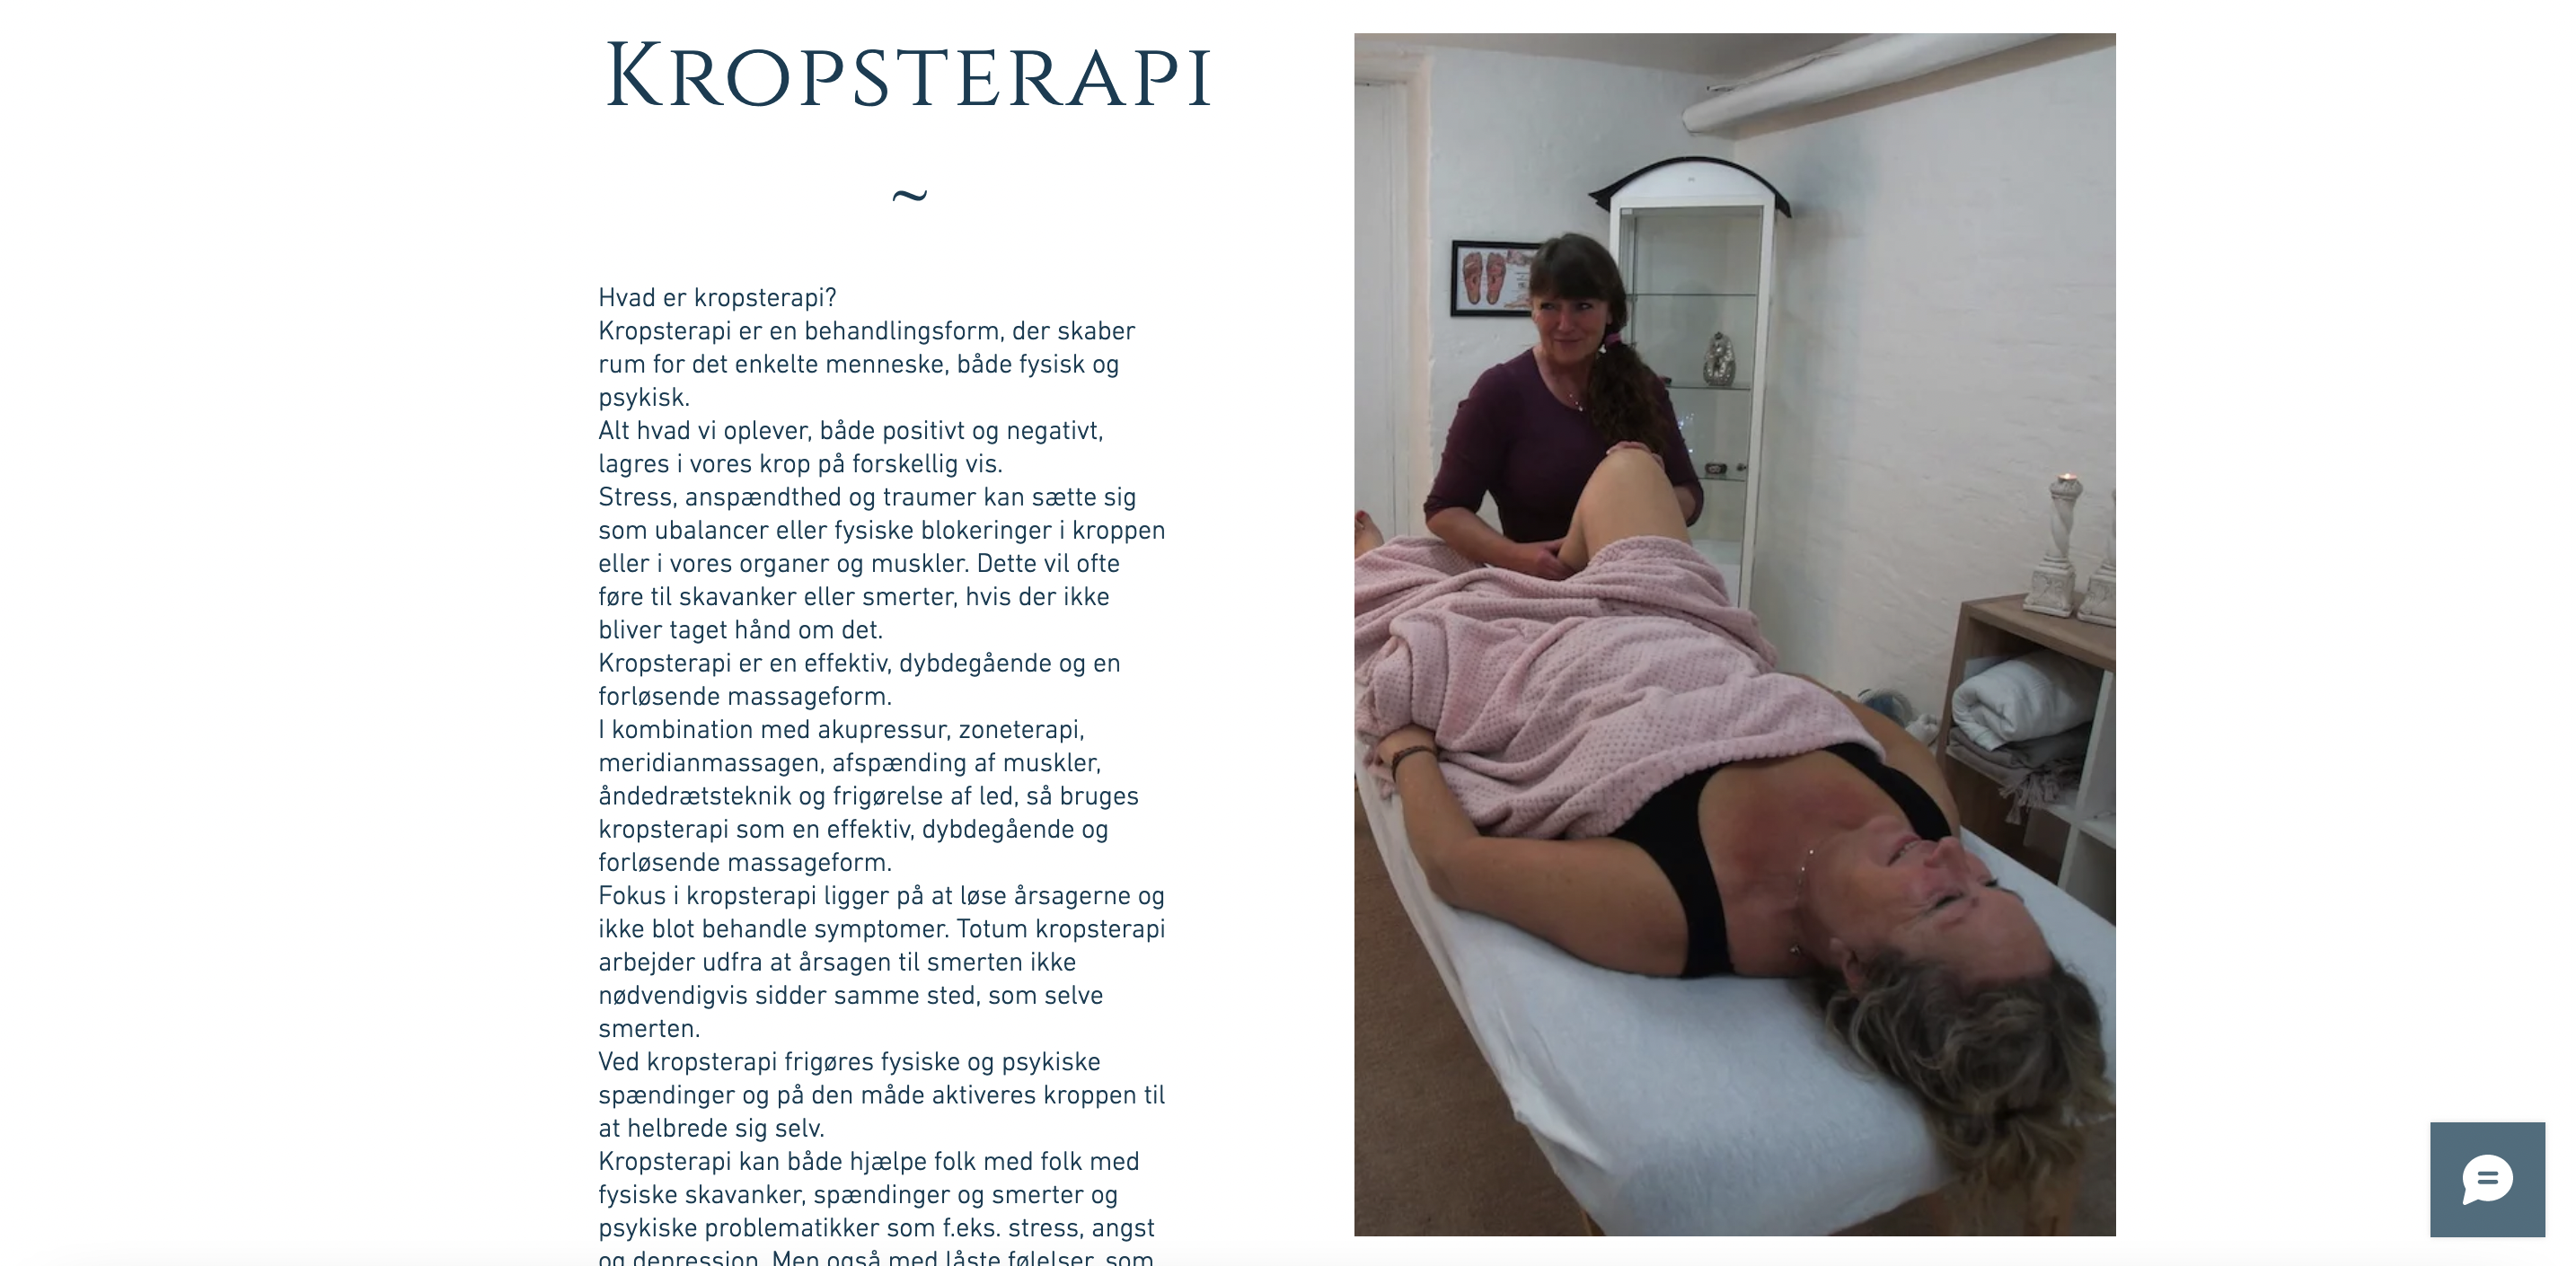 Kropsterapi
~
Hvad er kropsterapi?
Kropsterapi er en behandlingsform, der skaber
rum for det enkelte menneske, både fysisk og
psykisk.
Alt hvad vi oplever, både positivt og negativt,
lagres i vores krop på forskellig vis.
Stress, anspændthed og traumer kan sætte sig
som ubalancer eller fysiske blokeringer i kroppen
eller i vores organer og muskler. Dette vil ofte
føre til skavanker eller smerter, hvis der ikke
bliver taget hånd om det.
Kropsterapi er en effektiv, dybdegående og en
forløsende massageform.
I kombination med akupressur, zoneterapi,
meridianmassagen, afspænding af muskler,
åndedrætsteknik og frigørelse af led, så bruges
kropsterapi som en effektiv, dybdegående og
forløsende massageform.
Fokus i kropsterapi ligger på at løse årsagerne og
ikke blot behandle symptomer. Totum kropsterapi
arbejder udfra at årsagen til smerten ikke
nødvendigvis sidder samme sted, som selve
smerten.
Ved kropsterapi frigøres fysiske og psykiske
spændinger og på den måde aktiveres kroppen til
at helbrede sig selv.
Kropsterapi kan både hjælpe folk med folk med
fysiske skavanker, spændinger og smerter og
psykiske problematikker som f.eks. stress, angst
og depression. Men også med låste følelser, som